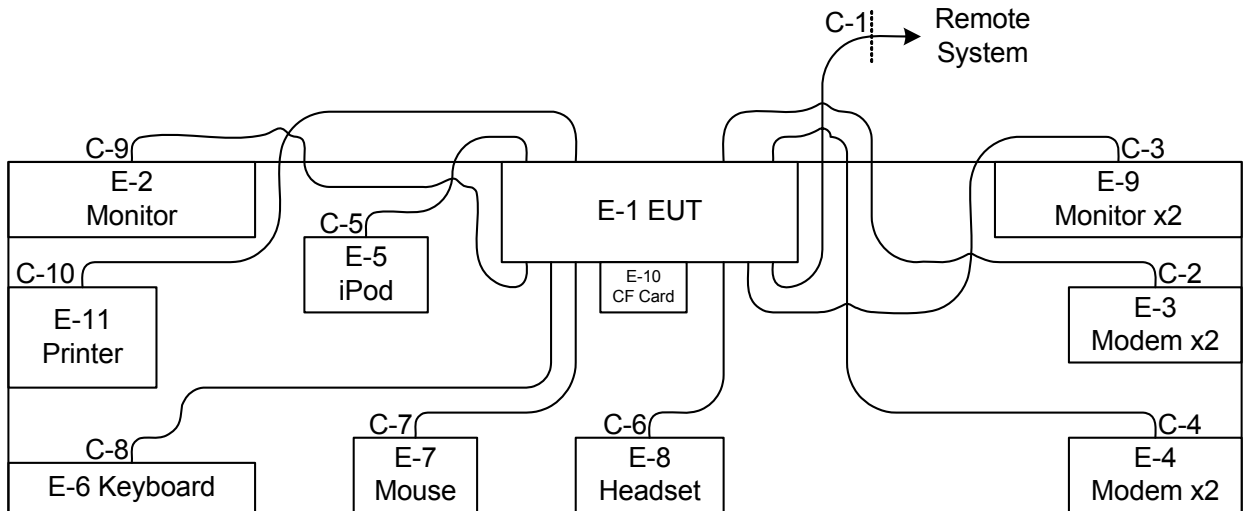 C-1
Remote
System
C-9
C-3
E-2
Monitor
E-1 EUT
E-9
Monitor x2
C-5
E-5
iPod
C-10
E-10
CF Card
C-2
E-11
Printer
E-3
Modem x2
C-8
C-7
C-6
C-4
E-6 Keyboard
E-7
Mouse
E-8
Headset
E-4
Modem x2